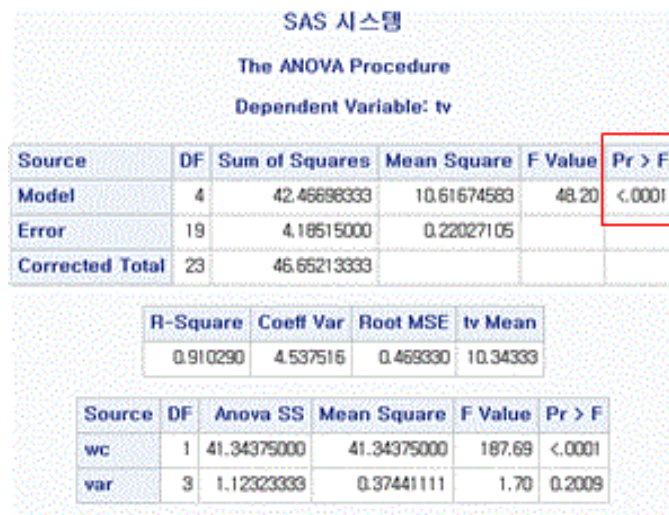 SAS 시스템
The ANOVA Procedure
Dependent Variable: tv
Source DF Sum of Squares Mean Square F Value Pr > F
Model 4 42.46698333 10.61674583 48.20 <.0001
Error 19 4.18515000 0.22027105
Corrected Total 23 46.65213333
R-Square Coeff Var Root MSE tv Mean
0.910290 4.537516 0.469330 10.34333
Source DF Anova SS Mean Square F Value Pr > F
wc 1 41.34375000 41.34375000 187.69 <.0001
var 3 1.12323333 0.37441111 1.70 0.2009